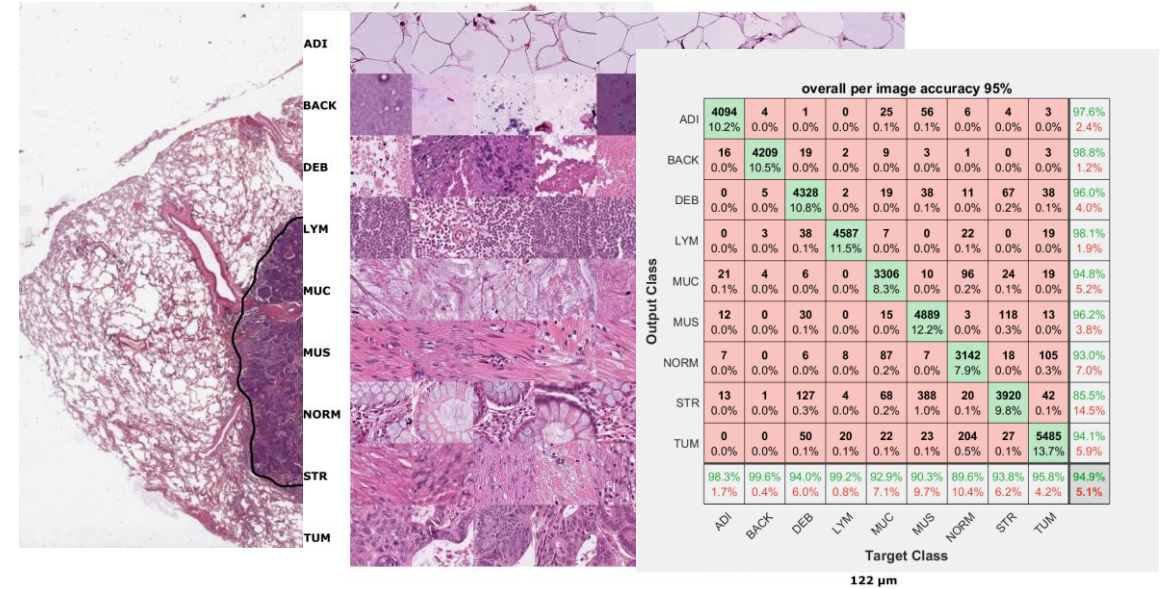 ADI
BACK
DEB
LYM
MUC
MUS
NORM
STR
TUM
overall per image accuracy 95%
ADI 4094 4 1 0 25 56 6 4 3 97.6%
10.2% 0.0% 0.0% 0.0% 0.1% 0.1% 0.0% 0.0% 0.0% 2.4%
BACK 16 4209 19 2 9 3 1 0 3 98.8%
0.0% 10.5% 0.0% 0.0% 0.0% 0.0% 0.0% 0.0% 0.0% 1.2%
DEB 0 5 4328 2 19 38 11 67 38 96.0%
0.0% 0.0% 10.8% 0.0% 0.0% 0.1% 0.0% 0.2% 0.1% 4.0%
LYM 0 3 38 4587 7 0 22 0 19 98.1%
0.0% 0.0% 0.1% 11.5% 0.0% 0.0% 0.1% 0.0% 0.0% 1.9%
MUC 21 4 6 0 3306 10 96 24 19 94.8%
0.1% 0.0% 0.0% 0.0% 8.3% 0.0% 0.2% 0.1% 0.0% 5.2%
MUS 12 0 30 0 15 4889 3 118 13 96.2%
0.0% 0.0% 0.1% 0.0% 0.0% 12.2% 0.0% 0.3% 0.0% 3.8%
NORM 7 0 6 8 87 7 3142 18 105 93.0%
0.0% 0.0% 0.0% 0.0% 0.2% 0.0% 7.9% 0.0% 0.3% 7.0%
STR 13 1 127 4 68 388 20 3920 42 85.5%
0.0% 0.0% 0.3% 0.0% 0.2% 1.0% 0.1% 9.8% 0.1% 14.5%
TUM 0 0 50 20 22 23 204 27 5485 94.1%
0.0% 0.0% 0.1% 0.1% 0.1% 0.1% 0.5% 0.1% 13.7% 5.9%
98.3% 99.6% 94.0% 99.2% 92.9% 90.3% 89.6% 93.8% 95.8% 94.9%
1.7% 0.4% 6.0% 0.8% 7.1% 9.7% 10.4% 6.2% 4.2% 5.1%
ADI BACK DEB LYM MUC MUS NORM STR TUM
Output Class
Target Class
122 µm